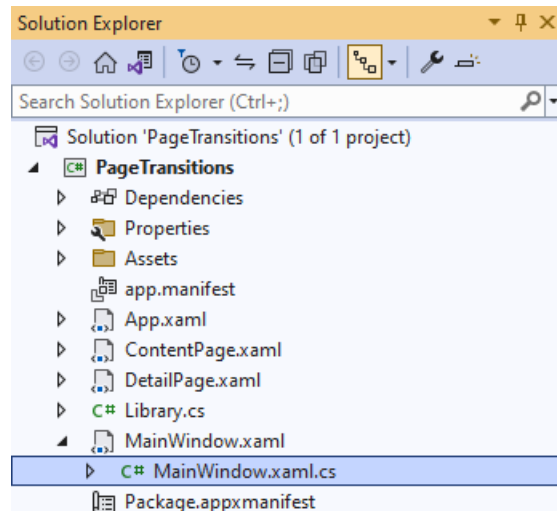 Solution Explorer
Search Solution Explorer (Ctrl+;)
Solution 'PageTransitions' (1 of 1 project)
C# PageTransitions
Dependencies
Properties
Assets
app.manifest
App.xaml
ContentPage.xaml
DetailPage.xaml
C# Library.cs
MainWindow.xaml
C# MainWindow.xaml.cs
Package.appxmanifest